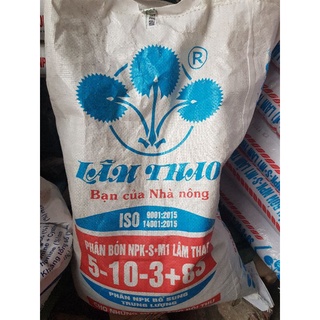 ®
LÂM THAO
Bạn của Nhà nông
ISO 9001:2015
14001:2015
PHÂN BÓN NPK-S*M1 LÂM THAO
5-10-3+8S
PHÂN NPK BỔ SUNG
TRUNG LƯỢNG